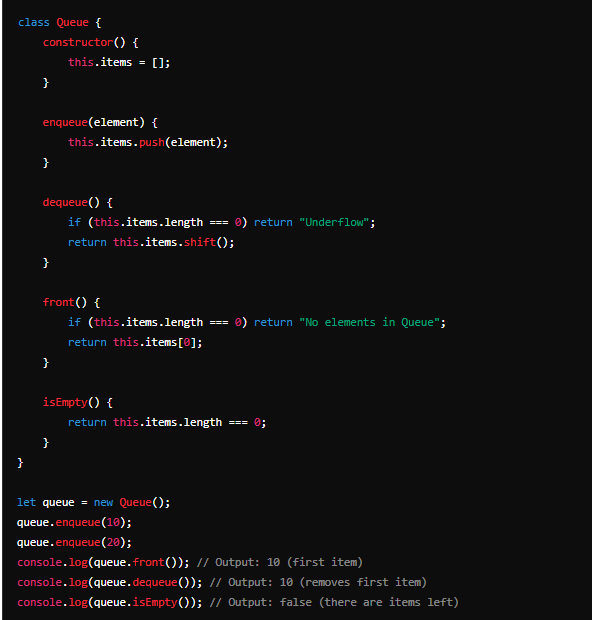 class Queue {
    constructor() {
        this.items = [];
    }

    enqueue(element) {
        this.items.push(element);
    }

    dequeue() {
        if (this.items.length === 0) return "Underflow";
        return this.items.shift();
    }

    front() {
        if (this.items.length === 0) return "No elements in Queue";
        return this.items[0];
    }

    isEmpty() {
        return this.items.length === 0;
    }
}

let queue = new Queue();
queue.enqueue(10);
queue.enqueue(20);
console.log(queue.front()); // Output: 10 (first item)
console.log(queue.dequeue()); // Output: 10 (removes first item)
console.log(queue.isEmpty()); // Output: false (there are items left)